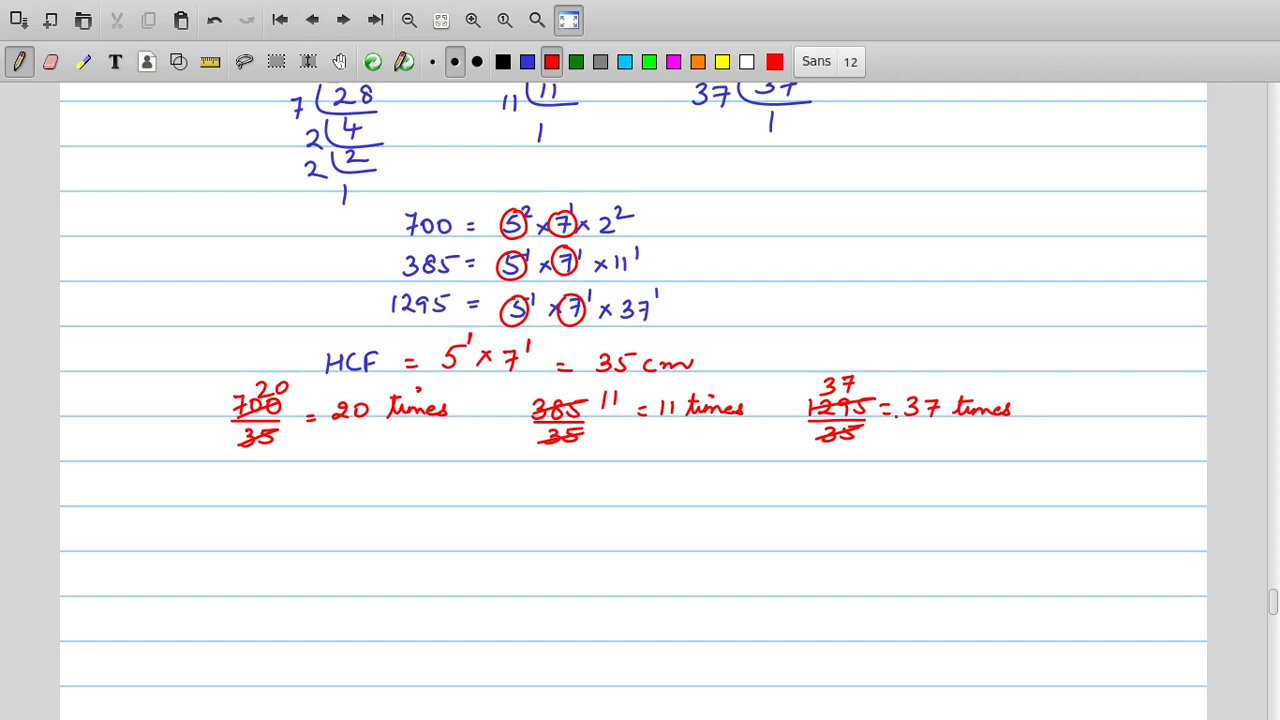 T Sans 12
7 28 11 11 37 37
2 4 1 1
2 2
1
700 = 5² × 7¹ × 2²
385 = 5¹ × 7¹ × 11¹
1295 = 5¹ × 7¹ × 37¹
HCF = 5¹ × 7¹ = 35 cm
20 37
700/35 = 20 times 385/35 11 = 11 times 1295/35 = 37 times